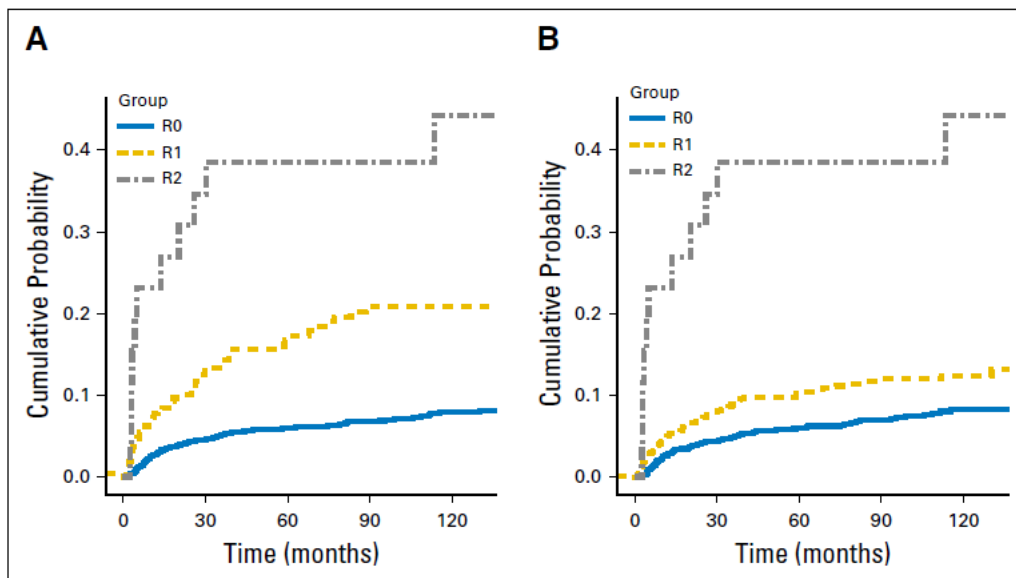 A
Group
R0
R1
R2
0.4
0.3
0.2
0.1
0.0
Cumulative Probability
0 30 60 90 120
Time (months)
B
Group
R0
R1
R2
0.4
0.3
0.2
0.1
0.0
Cumulative Probability
0 30 60 90 120
Time (months)